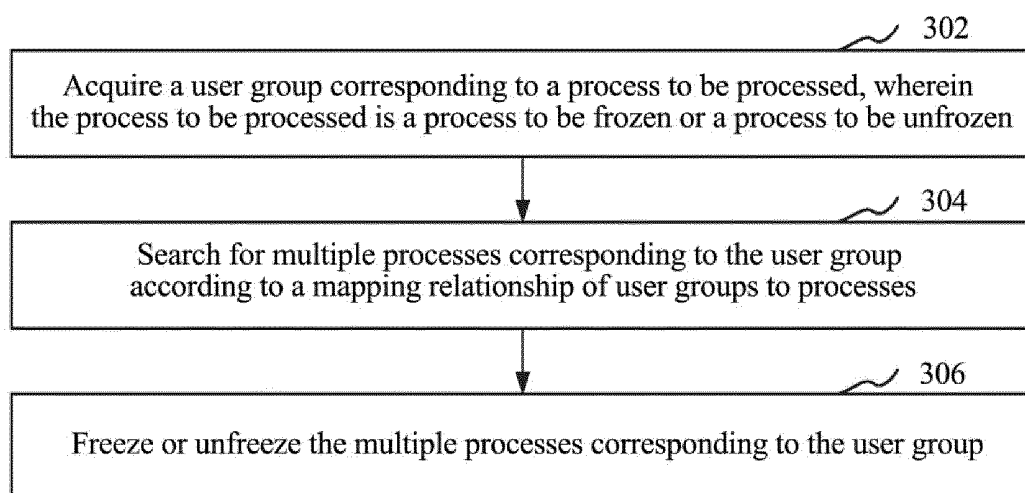 302
Acquire a user group corresponding to a process to be processed, wherein
the process to be processed is a process to be frozen or a process to be unfrozen
304
Search for multiple processes corresponding to the user group
according to a mapping relationship of user groups to processes
306
Freeze or unfreeze the multiple processes corresponding to the user group